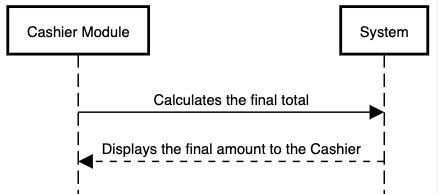 Cashier Module
System
Calculates the final total
Displays the final amount to the Cashier